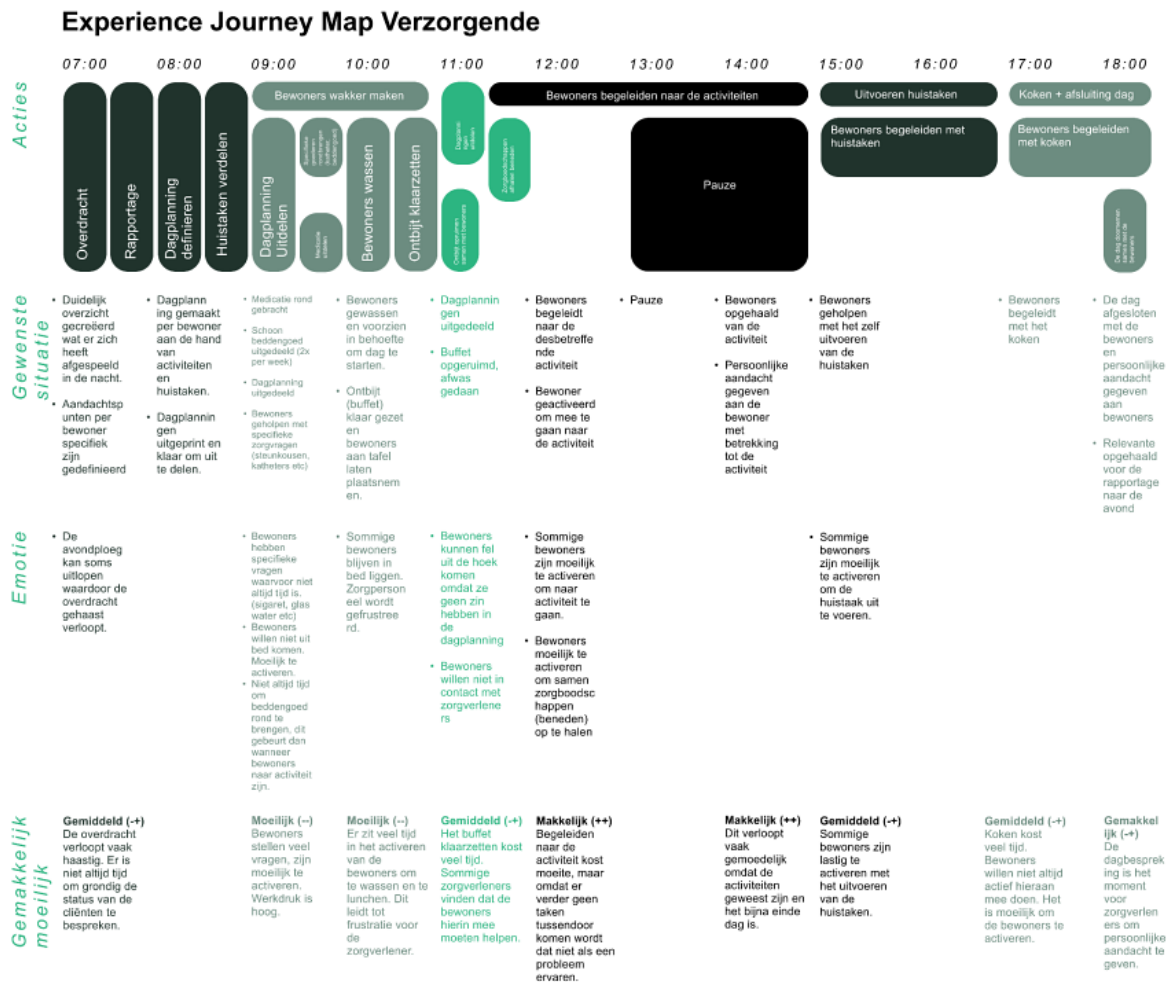 Experience Journey Map Verzorgende
07:00 08:00 09:00 10:00 11:00 12:00 13:00 14:00 15:00 16:00 17:00 18:00
Acties
Bewoners wakker maken
Bewoners begeleiden naar de activiteiten
Uitvoeren huistaken
Koken + afsluiting dag
Overdracht
Rapportage
Dagplanning
definieren
Huistaken verdelen
Dagplanning
Uitdelen
Medicatie
uitdelen
Bewoners wassen
Ontbijt klaarzetten
Ontbijt opruimen
samen met bewoners
Zorgboodschappen
afhalen beneden
Pauze
Bewoners begeleiden met
huistaken
Bewoners begeleiden
met koken
De dag doornemen
samen met de
bewoners
Gewenste
situatie
• Duidelijk
overzicht
gecreëerd
wat er zich
heeft
afgespeeld
in de nacht.
• Aandachtsp
unten per
bewoner
specifiek
zijn
gedefinieerd
• Dagplann
ing gemaakt
per bewoner
aan de hand
van
activiteiten
en
huistaken.
• Dagplannin
gen
uitgeprint en
klaar om uit
te delen.
• Medicatie rond
gebracht
• Schoon
beddengoed
uitgedeeld (2x
per week)
• Dagplanning
uitgedeeld
• Bewoners
geholpen met
specifieke
zorgvragen
(steunkousen,
katheters etc)
• Bewoners
gewassen
en voorzien
in behoefte
om dag te
starten.
• Ontbijt
(buffet)
klaar gezet
en
bewoners
aan tafel
laten
plaatsnem
en.
• Dagplannin
gen
uitgedeeld
• Buffet
opgeruimd,
afwas
gedaan
• Bewoners
begeleidt
naar de
desbetreffe
nde
activiteit
• Bewoner
geactiveerd
om mee te
gaan naar
de activiteit
• Pauze
• Bewoners
opgehaald
van de
activiteit
• Persoonlijke
aandacht
gegeven
aan de
bewoner
met
betrekking
tot de
activiteit
• Bewoners
geholpen
met het zelf
uitvoeren
van de
huistaken
• Bewoners
begeleidt
met het
koken
• De dag
afgesloten
met de
bewoners
en
persoonlijke
aandacht
gegeven
aan
bewoners
• Relevante
opgehaald
voor de
rapportage
naar de
avond
Emotie
• De
avondploeg
kan soms
uitlopen
waardoor de
overdracht
gehaast
verloopt.
• Bewoners
hebben
specifieke
vragen
waarvoor niet
altijd tijd is.
(sigaret, glas
water etc)
• Bewoners
willen niet uit
bed komen.
Moeilijk te
activeren.
• Niet altijd tijd
om
beddengoed
rond te
brengen, dit
gebeurt dan
wanneer
bewoners
naar activiteit
zijn.
• Sommige
bewoners
blijven in
bed liggen.
Zorgperson
eel wordt
gefrustree
rd.
• Bewoners
kunnen fel
uit de hoek
komen
omdat ze
geen zin
hebben in
de
dagplanning
• Bewoners
willen niet in
contact met
zorgverlene
rs
• Sommige
bewoners
zijn moeilijk
te activeren
om naar
activiteit te
gaan.
• Bewoners
moeilijk te
activeren
om samen
zorgboodsc
happen
(beneden)
op te halen
• Sommige
bewoners
zijn moeilijk
te activeren
om de
huistaak uit
te voeren.
Gemakkelijk
moeilijk
Gemiddeld (-+)
De overdracht
verloopt vaak
haastig. Er is
niet altijd tijd
om grondig de
status van de
cliënten te
bespreken.
Moeilijk (--)
Bewoners
stellen veel
vragen, zijn
moeilijk te
activeren.
Werkdruk is
hoog.
Moeilijk (--)
Er zit veel tijd
in het activeren
van de
bewoners om
te wassen en te
lunchen. Dit
leidt tot
frustratie voor
de
zorgverlener.
Gemiddeld (-+)
Het buffet
klaarzetten kost
veel tijd.
Sommige
zorgverleners
vinden dat de
bewoners
hierin mee
moeten helpen.
Makkelijk (++)
Begeleiden
naar de
activiteit kost
moeite, maar
omdat er
verder geen
taken
tussendoor
komen wordt
dat niet als een
probleem
ervaren.
Makkelijk (++)
Dit verloopt
vaak
gemoedelijk
omdat de
activiteiten
geweest zijn en
het bijna einde
dag is.
Gemiddeld (-+)
Sommige
bewoners zijn
lastig te
activeren met
het uitvoeren
van de
huistaken.
Gemiddeld (-+)
Koken kost
veel tijd.
Bewoners
willen niet altijd
actief hieraan
mee doen. Het
is moeilijk om
de bewoners te
activeren.
Gemakkel
ijk (-+)
De
dagbesprek
ing is het
moment
voor
zorgverlen
ers om
persoonlijke
aandacht te
geven.